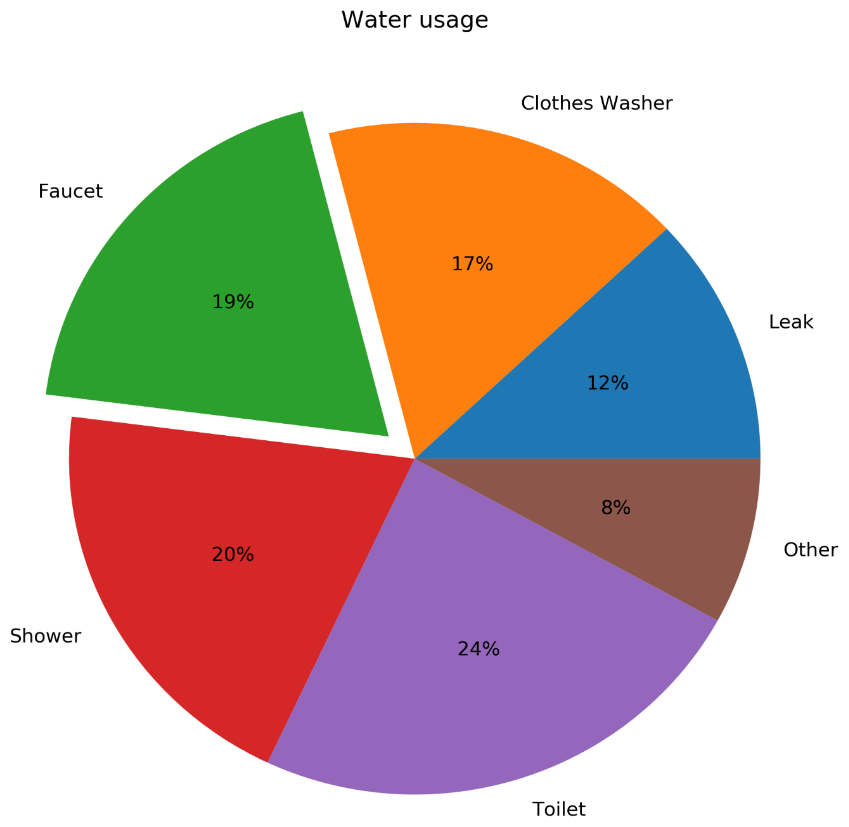 Water usage
Clothes Washer
Faucet
17%
19%
Leak
12%
8%
Other
20%
Shower
24%
Toilet